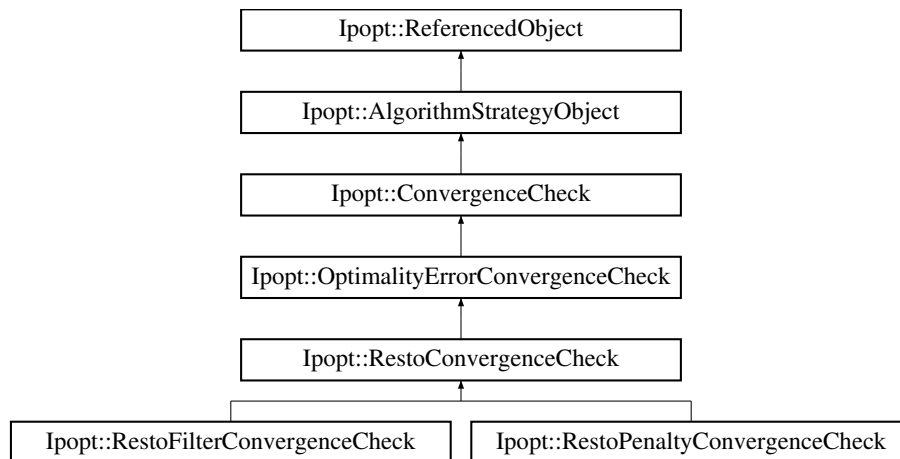 Ipopt::ReferencedObject
Ipopt::AlgorithmStrategyObject
Ipopt::ConvergenceCheck
Ipopt::OptimalityErrorConvergenceCheck
Ipopt::RestoConvergenceCheck
Ipopt::RestoFilterConvergenceCheck
Ipopt::RestoPenaltyConvergenceCheck